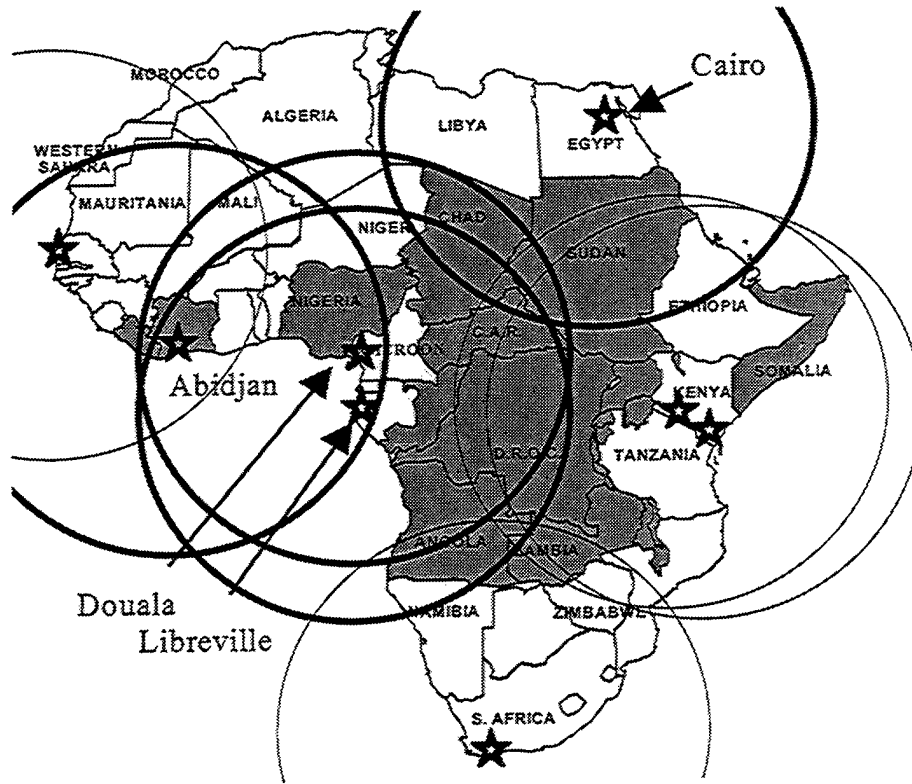 Cairo
MOROCCO
ALGERIA
LIBYA
EGYPT
WESTERN
SAHARA
MAURITANIA
MALI
NIGER
CHAD
SUDAN
NIGERIA
ETHIOPIA
C.A.R.
SOMALIA
Abidjan
KENYA
D.R.O.C.
TANZANIA
ANGOLA
ZAMBIA
Douala
NAMIBIA
ZIMBABWE
Libreville
S. AFRICA